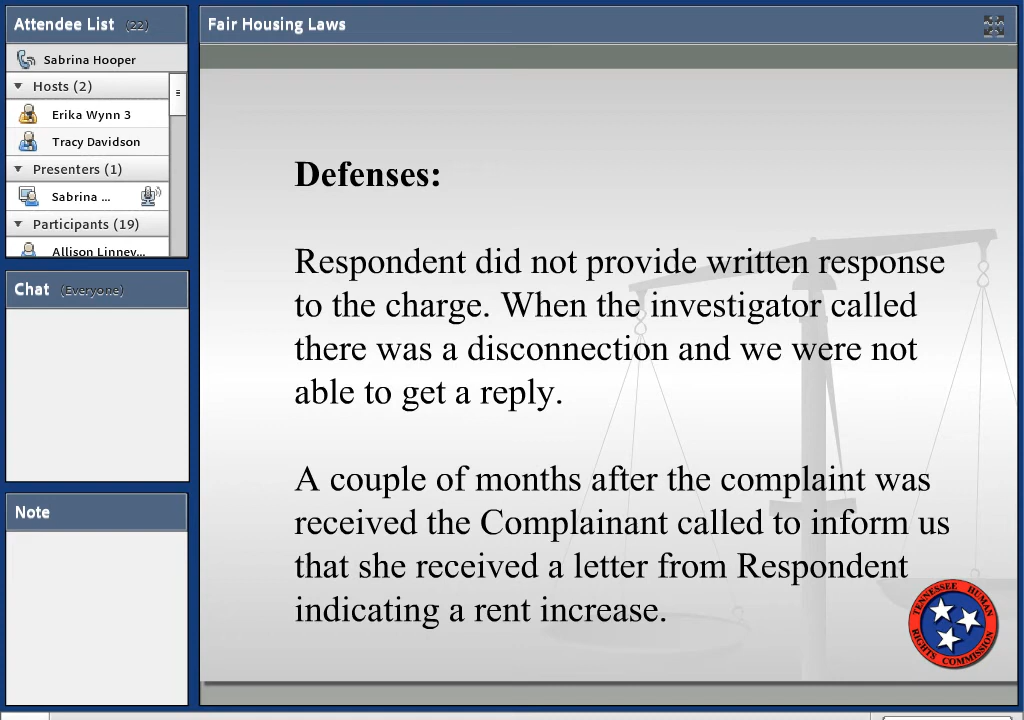 Attendee List (22)
Sabrina Hooper
Hosts (2)
Erika Wynn 3
Tracy Davidson
Presenters (1)
Sabrina ...
Participants (19)
Allison Linney...
Chat (Everyone)
Note
Fair Housing Laws
Defenses:
Respondent did not provide written response
to the charge. When the investigator called
there was a disconnection and we were not
able to get a reply.
A couple of months after the complaint was
received the Complainant called to inform us
that she received a letter from Respondent
indicating a rent increase.
TENNESSEE HUMAN
RIGHTS COMMISSION